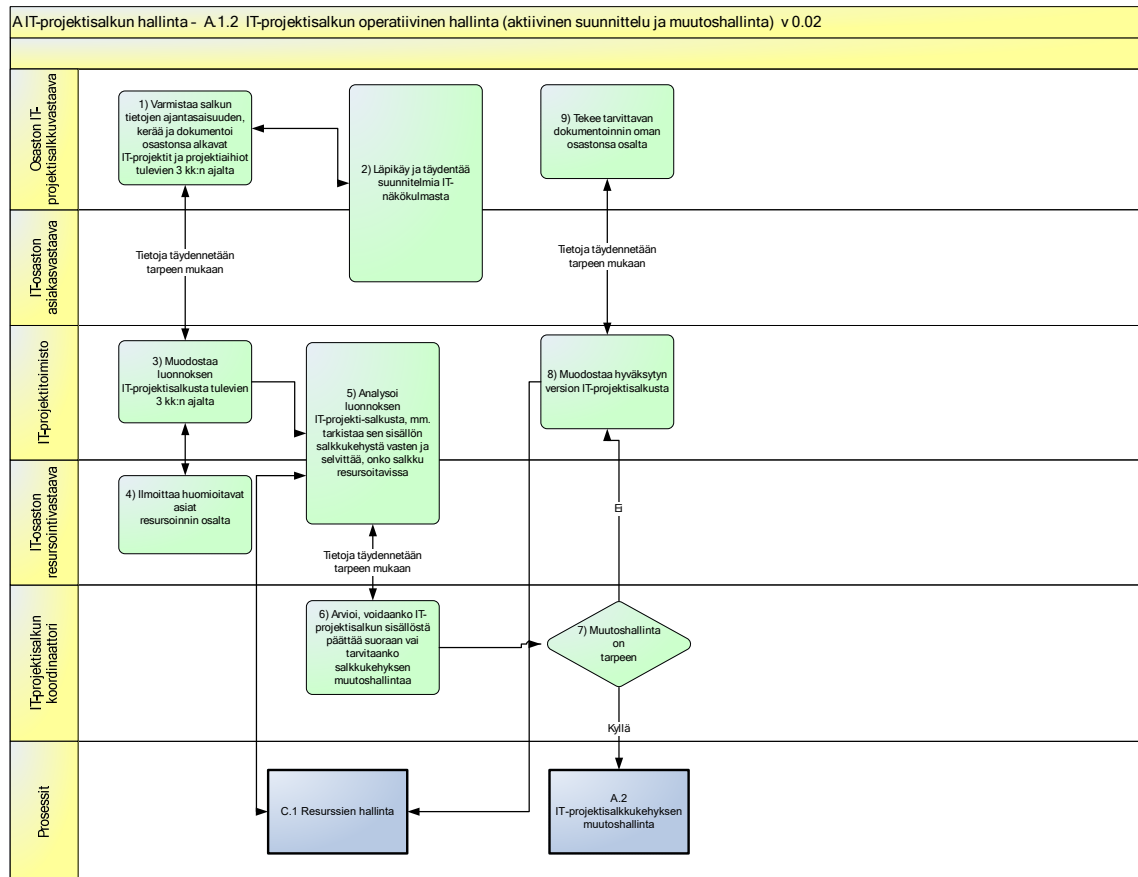 A IT-projektisalkun hallinta - A.1.2 IT-projektisalkun operatiivinen hallinta (aktiivinen suunnittelu ja muutoshallinta) v 0.02
Osaston IT-
projektisalkkuvastaava
1) Varmistaa salkun
tietojen ajantasaisuuden,
kerää ja dokumentoi
osastonsa alkavat
IT-projektit ja projektiaihiot
tulevien 3 kk:n ajalta
2) Läpikäy ja täydentää
suunnitelmia IT-
näkökulmasta
9) Tekee tarvittavan
dokumentoinnin oman
osastonsa osalta
IT-osaston
asiakasvastaava
Tietoja täydennetään
tarpeen mukaan
Tietoja täydennetään
tarpeen mukaan
IT-projektitoimisto
3) Muodostaa
luonnoksen
IT-projektisalkusta tulevien
3 kk:n ajalta
5) Analysoi
luonnoksen
IT-projekti-salkusta, mm.
tarkistaa sen sisällön
salkkukehystä vasten ja
selvittää, onko salkku
resursoitavissa
8) Muodostaa hyväksytyn
version IT-projektisalkusta
IT-osaston
resursointivastaava
4) Ilmoittaa huomioitavat
asiat
resursoinnin osalta
Ei
Tietoja täydennetään
tarpeen mukaan
IT-projektisalkun
koordinaattori
6) Arvioi, voidaanko IT-
projektisalkun sisällöstä
päättää suoraan vai
tarvitaanko
salkkukehyksen
muutoshallintaa
7) Muutoshallinta
on
tarpeen
Kyllä
Prosessit
C.1 Resurssien hallinta
A.2
IT-projektisalkkukehyksen
muutoshallinta